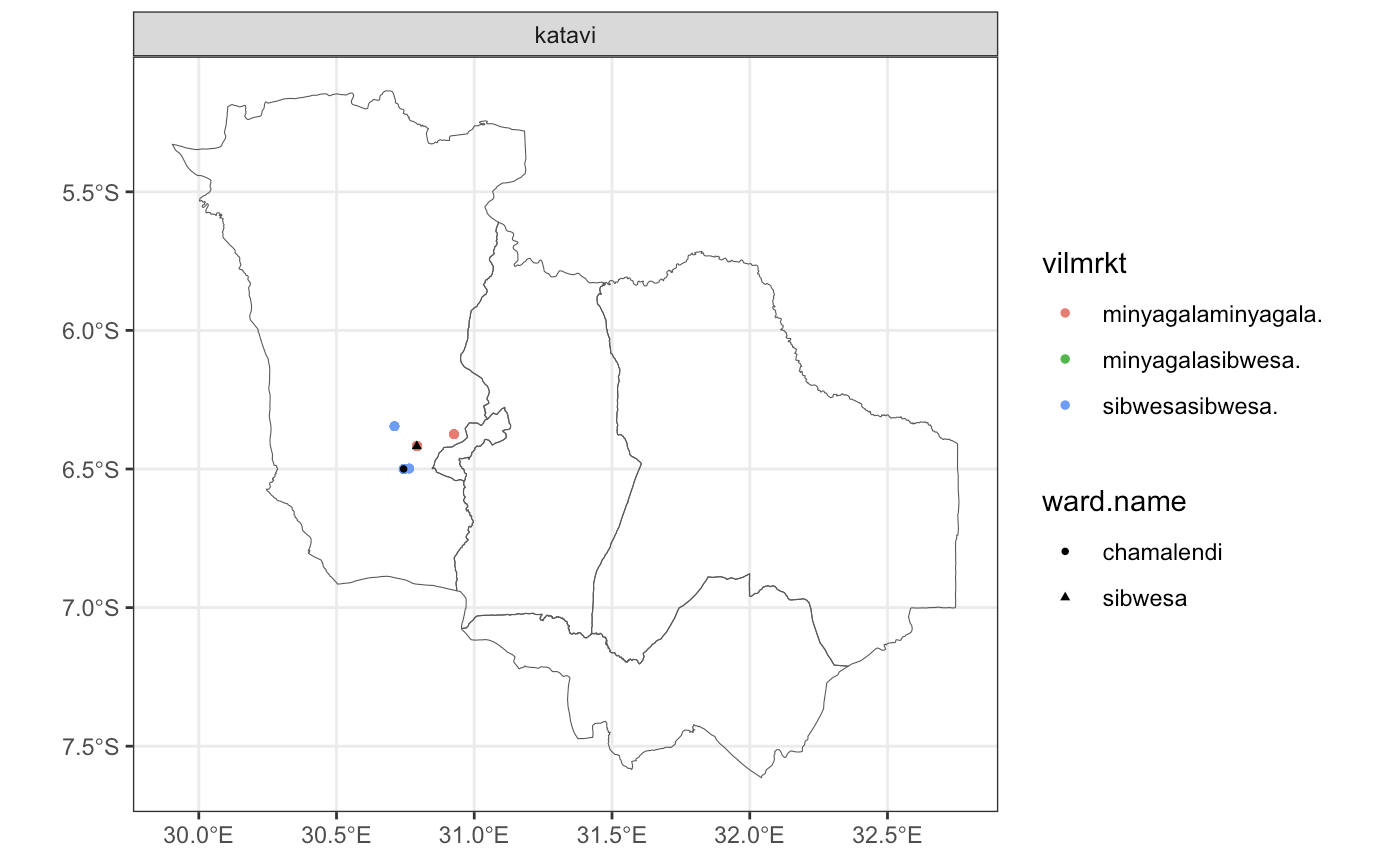 katavi
5.5°S
6.0°S
6.5°S
7.0°S
7.5°S
30.0°E
30.5°E
31.0°E
31.5°E
32.0°E
32.5°E
vilmrkt
minyagalaminyagala.
minyagalasibwesa.
sibwesasibwesa.
ward.name
chamalendi
sibwesa